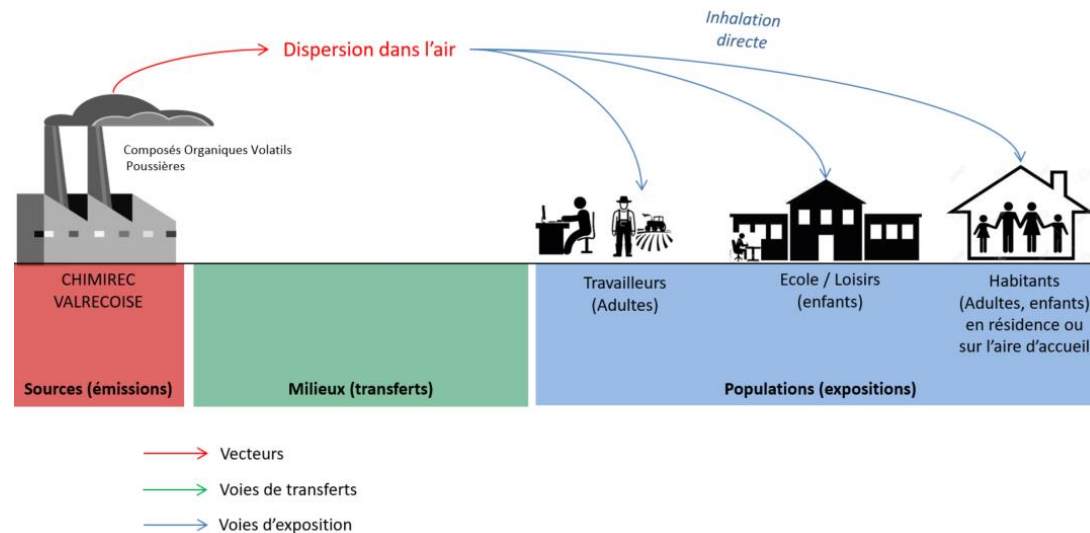 Inhalation
directe
Dispersion dans l'air
Composés Organiques Volatils
Poussières
CHIMIREC
VALRECOISE
Travailleurs
(Adultes)
Ecole / Loisirs
(enfants)
Habitants
(Adultes, enfants)
en résidence ou
sur l'aire d'accueil
Sources (émissions)
Milieux (transferts)
Populations (expositions)
Vecteurs
Voies de transferts
Voies d'exposition